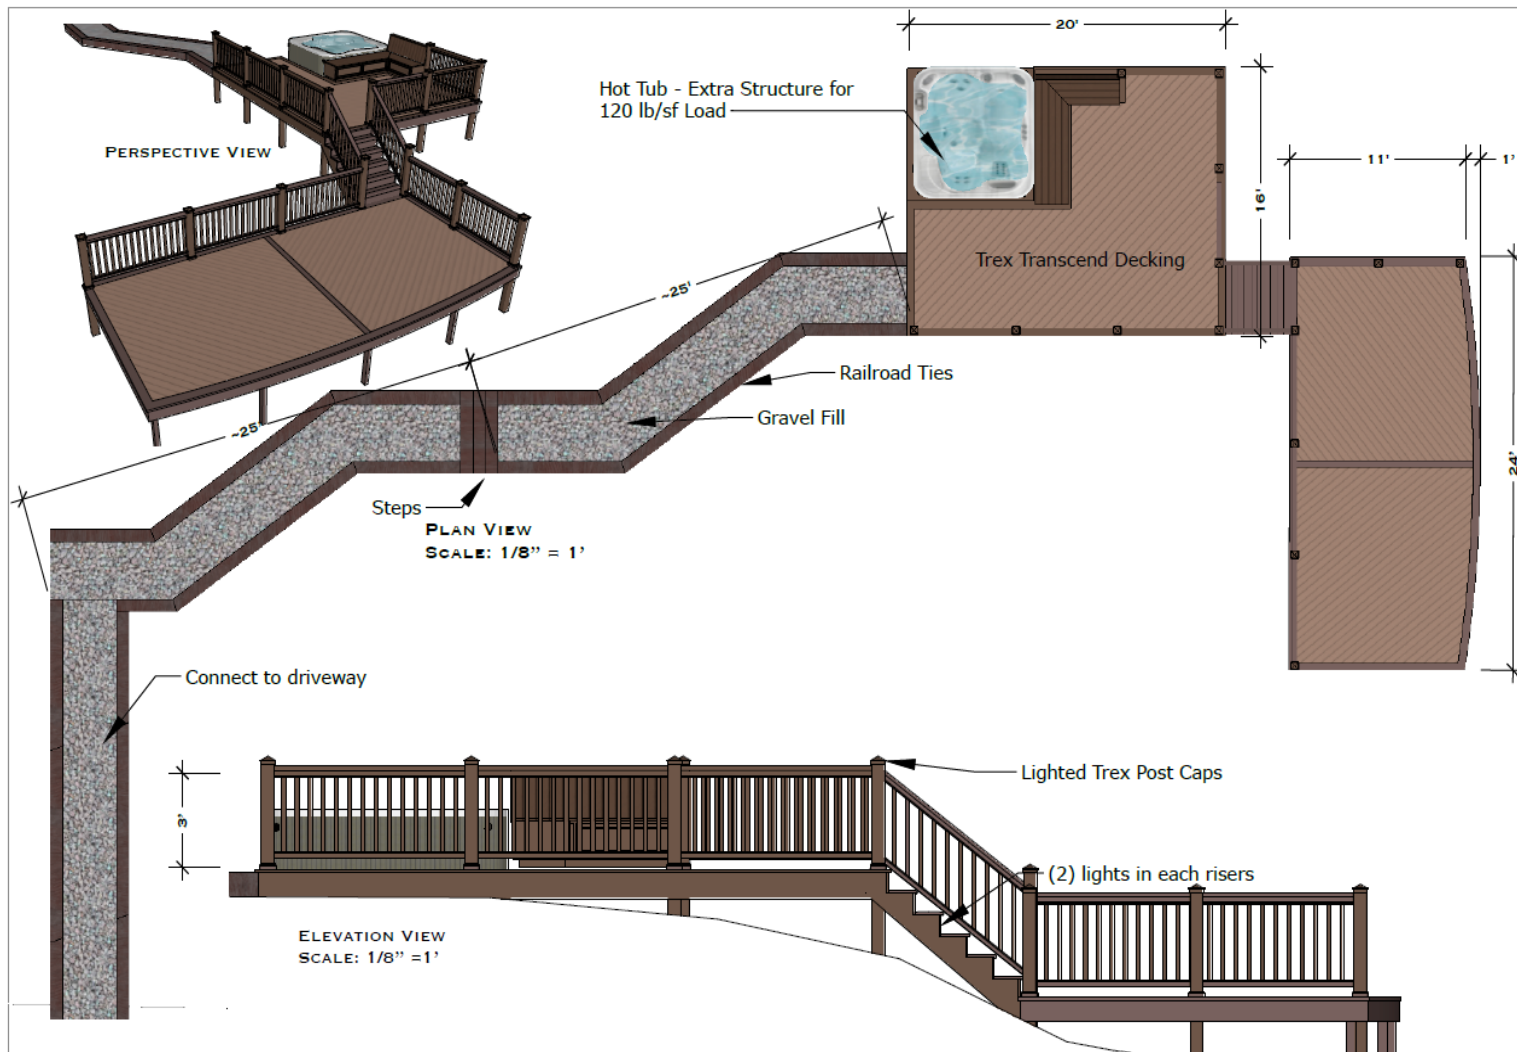 20'
Hot Tub - Extra Structure for
120 lb/sf Load
PERSPECTIVE VIEW
11'
1'
16'
Trex Transcend Decking
~25'
Railroad Ties
Gravel Fill
~25'
24'
Steps
PLAN VIEW
SCALE: 1/8” = 1’
Connect to driveway
Lighted Trex Post Caps
3'
(2) lights in each risers
ELEVATION VIEW
SCALE: 1/8” =1’